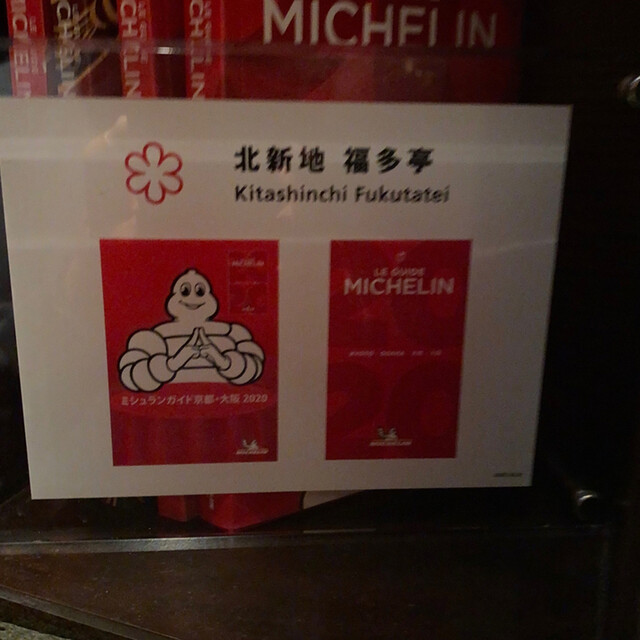 MICHELIN
MICHELIN
北新地 福多亭
Kitashinchi Fukutatei
LE GUIDE
MICHELIN
ミシュランガイド京都・大阪 2020